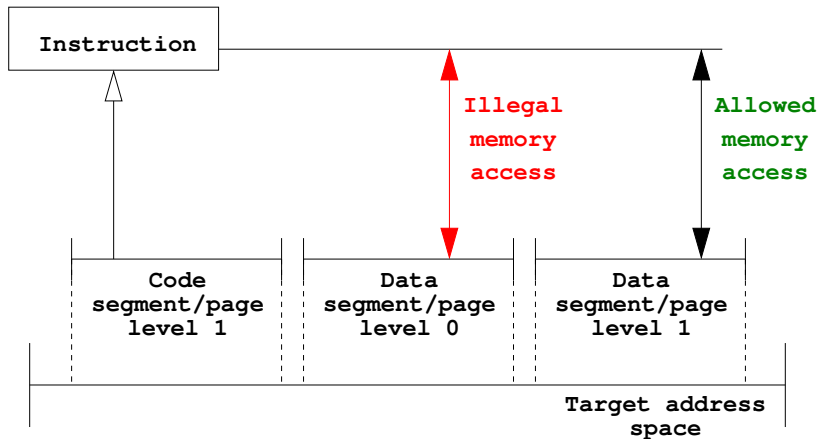 Instruction
Illegal
memory
access
Allowed
memory
access
Code
segment/page
level 1
Data
segment/page
level 0
Data
segment/page
level 1
Target address
space